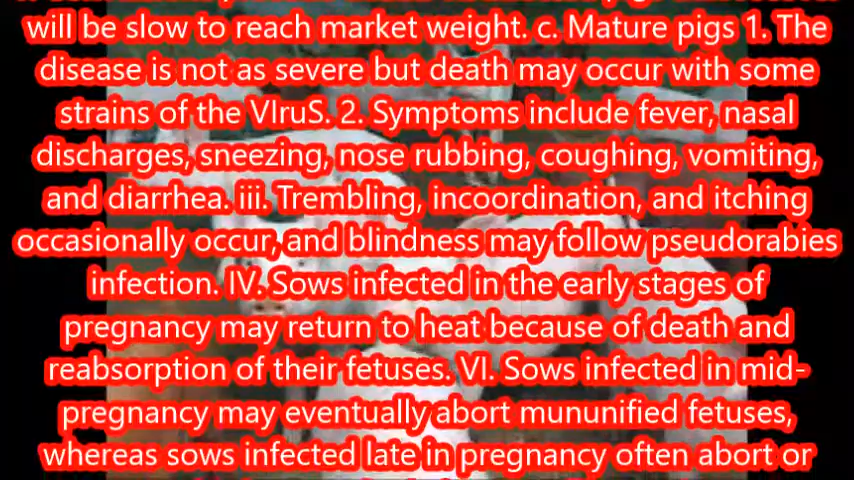 will be slow to reach market weight. c. Mature pigs 1. The
disease is not as severe but death may occur with some
strains of the VIruS. 2. Symptoms include fever, nasal
discharges, sneezing, nose rubbing, coughing, vomiting,
and diarrhea. iii. Trembling, incoordination, and itching
occasionally occur, and blindness may follow pseudorabies
infection. IV. Sows infected in the early stages of
pregnancy may return to heat because of death and
reabsorption of their fetuses. VI. Sows infected in mid-
pregnancy may eventually abort mununified fetuses,
whereas sows infected late in pregnancy often abort or